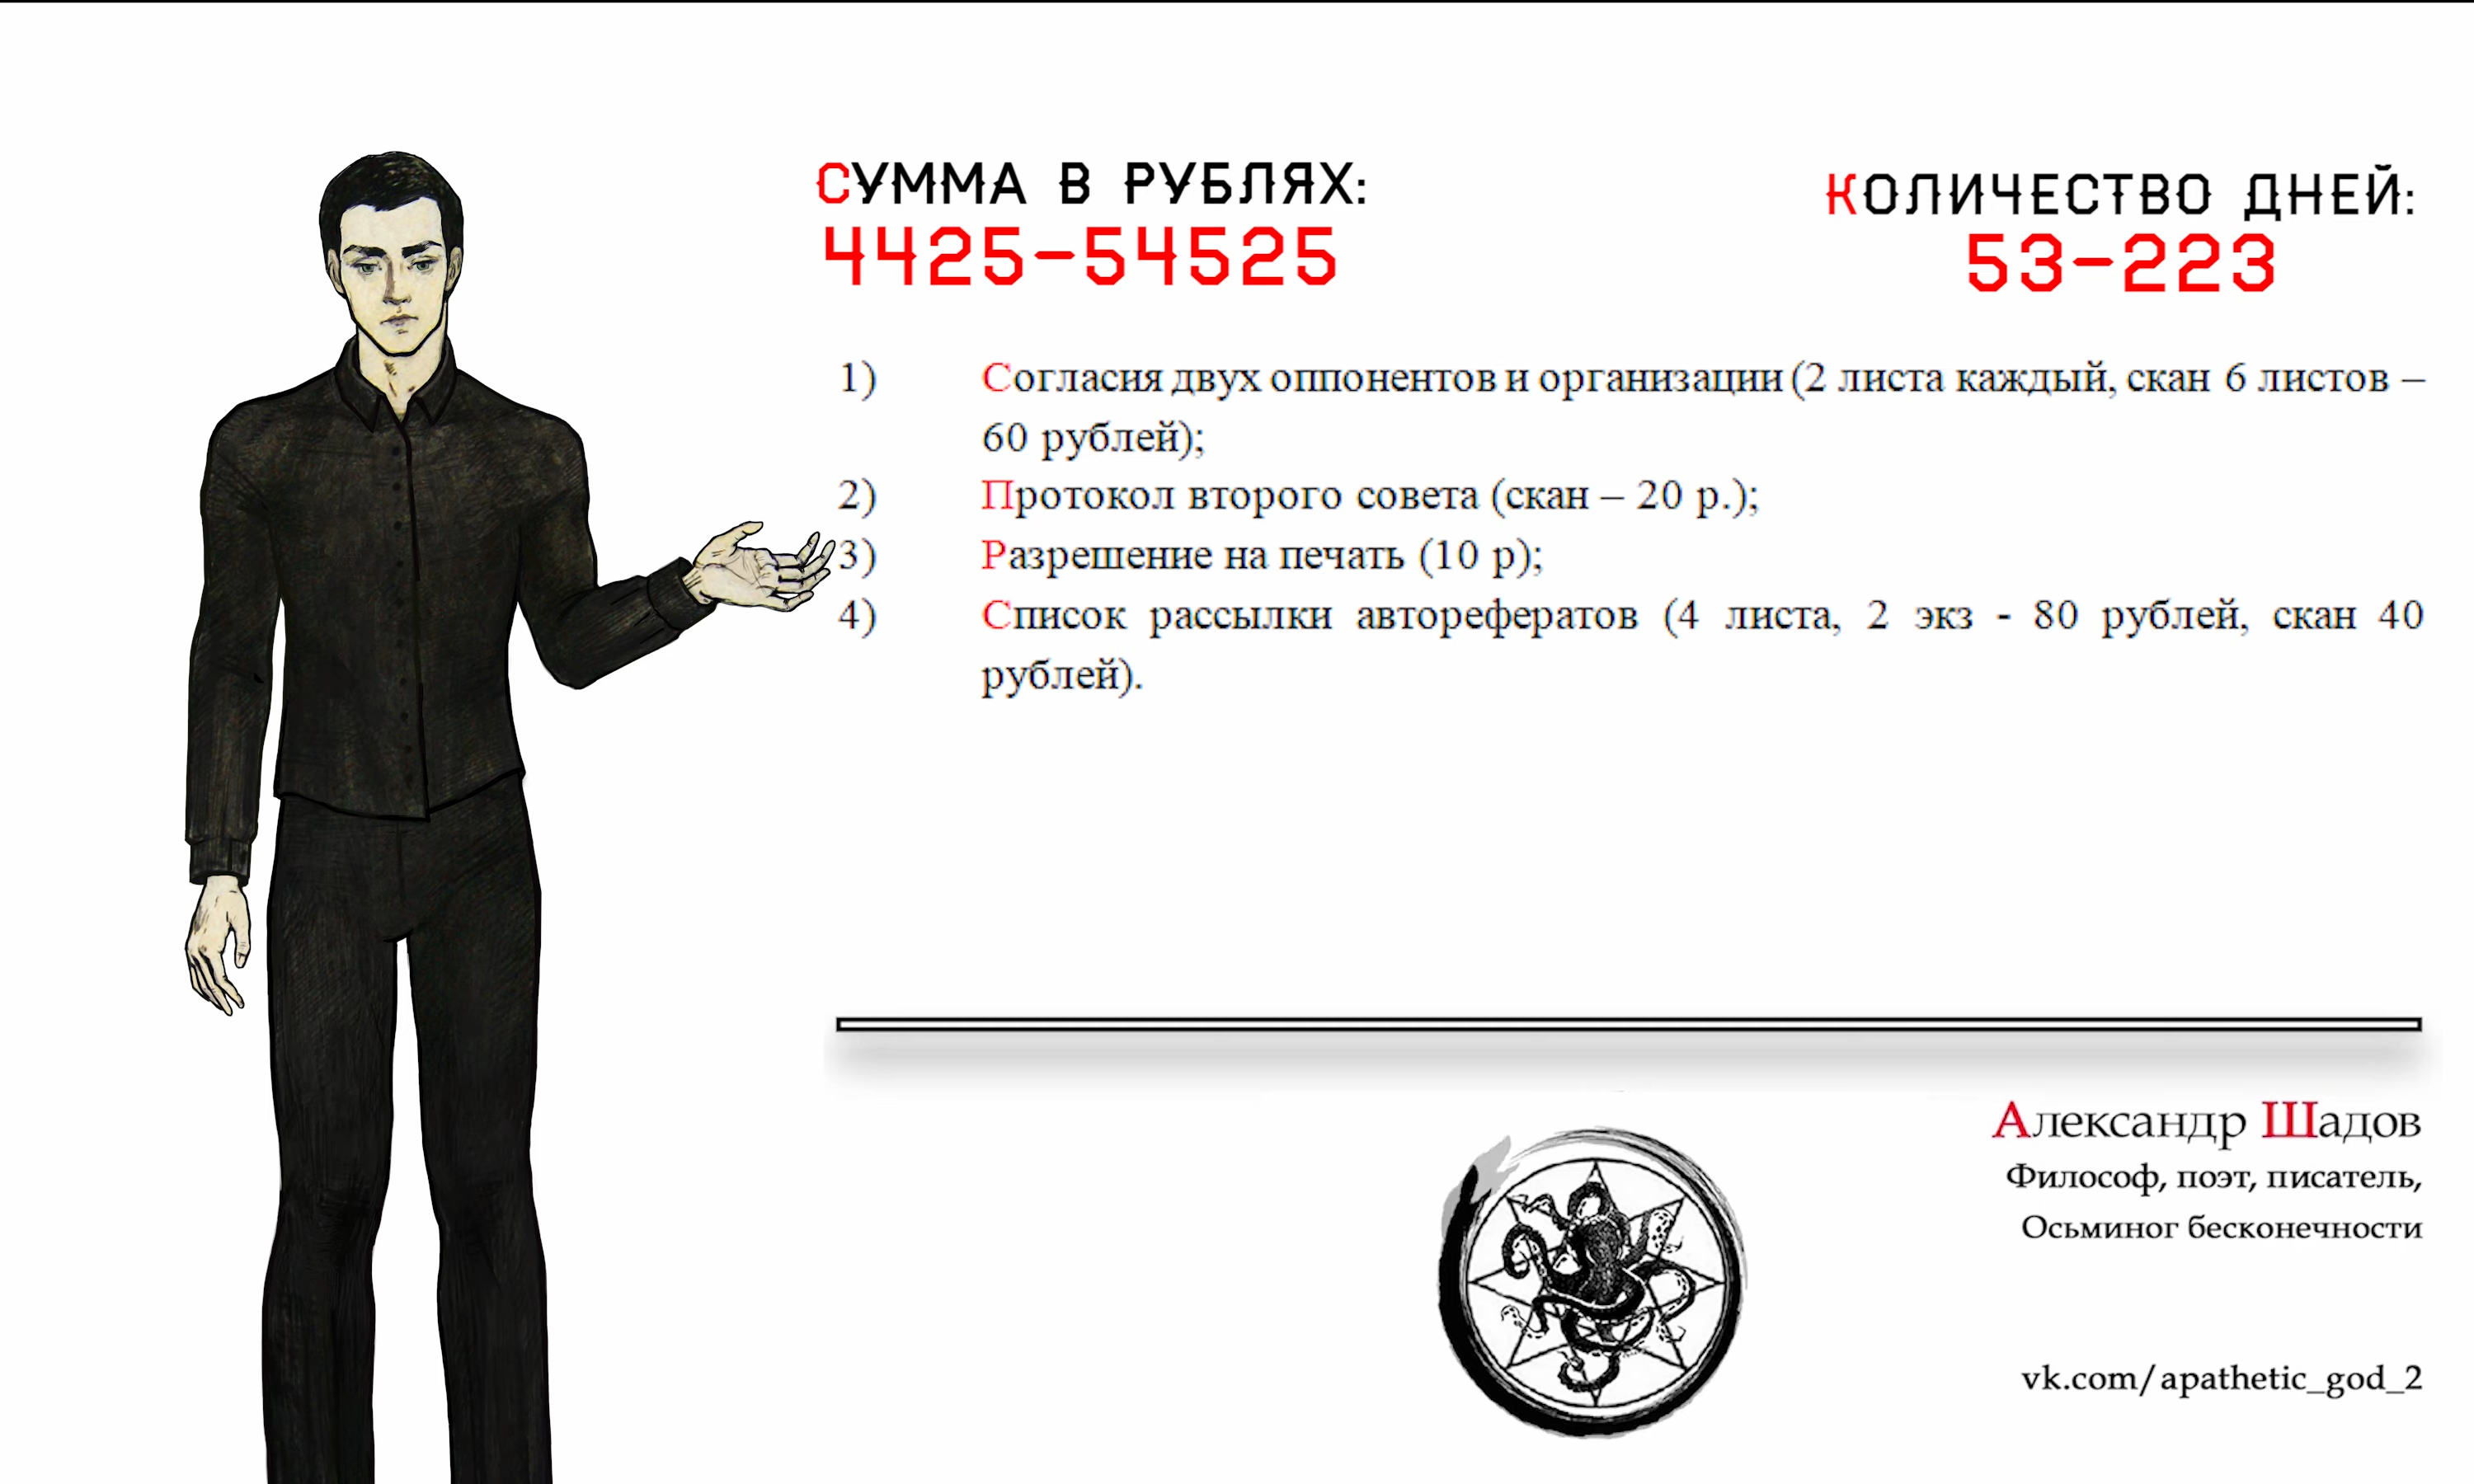 СУММА В РУБЛЯХ:
4425-54525
КОЛИЧЕСТВО ДНЕЙ:
53-223
1) Согласия двух оппонентов и организации (2 листа каждый, скан 6 листов –
60 рублей);
2) Протокол второго совета (скан – 20 р.);
3) Разрешение на печать (10 р);
4) Список рассылки авторефератов (4 листа, 2 экз - 80 рублей, скан 40
рублей).
Александр Шадов
Философ, поэт, писатель,
Осьминог бесконечности
vk.com/apathetic_god_2